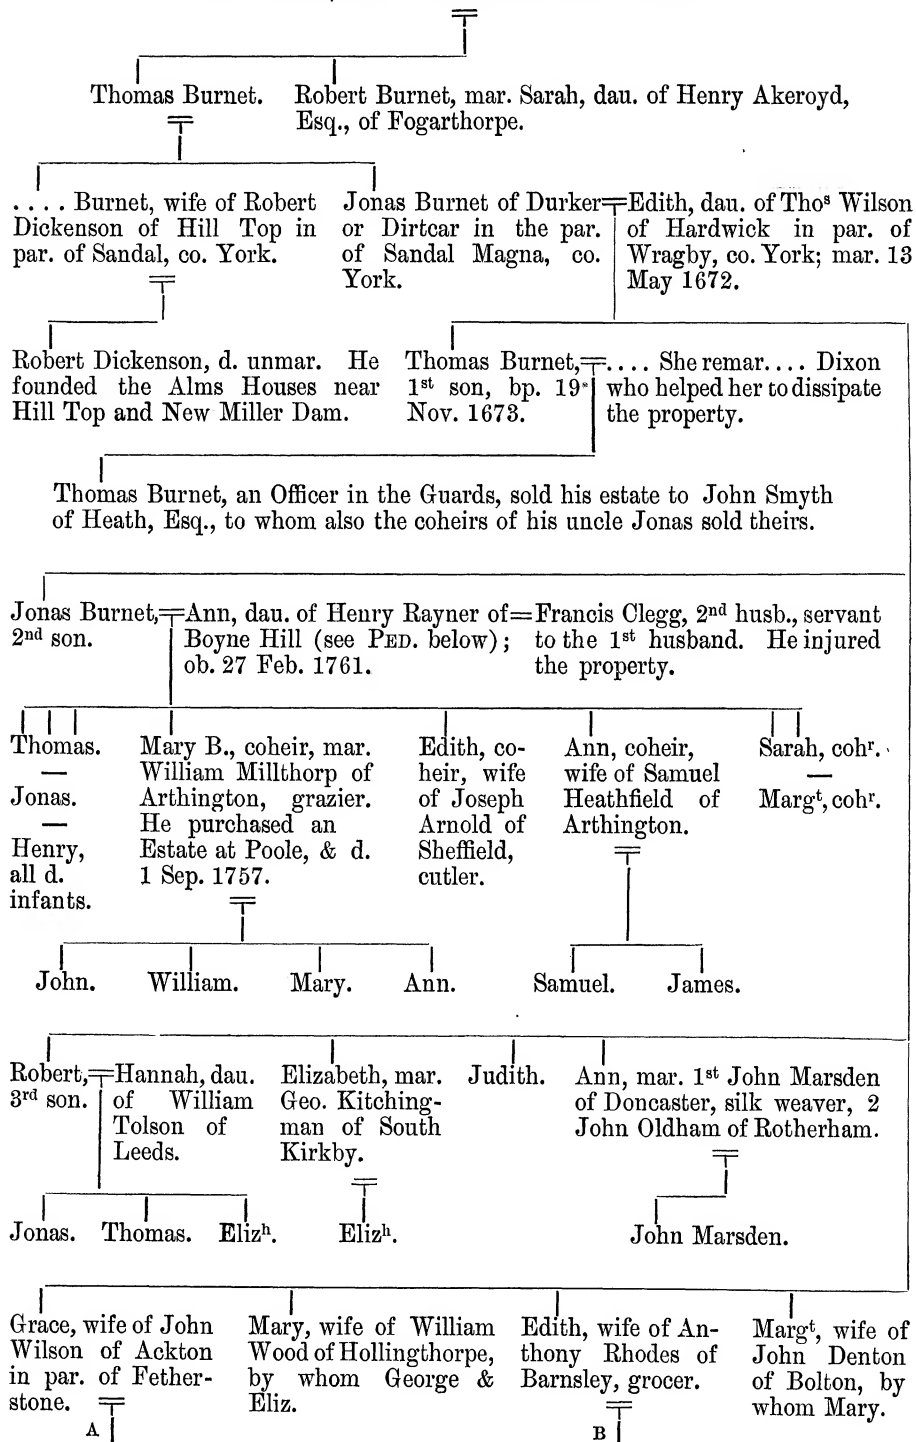 Thomas Burnet.
Robert Burnet, mar. Sarah, dau. of Henry Akeroyd,
Esq., of Fogarthorpe.
. . . . Burnet, wife of Robert
Dickenson of Hill Top in
par. of Sandal, co. York.
Jonas Burnet of Durker
or Dirtcar in the par.
of Sandal Magna, co.
York.
Edith, dau. of Thoˢ Wilson
of Hardwick in par. of
Wragby, co. York; mar. 13
May 1672.
Robert Dickenson, d. unmar. He
founded the Alms Houses near
Hill Top and New Miller Dam.
Thomas Burnet,
1ˢᵗ son, bp. 19
Nov. 1673.
. . . . She remar. . . . Dixon
who helped her to dissipate
the property.
Thomas Burnet, an Officer in the Guards, sold his estate to John Smyth
of Heath, Esq., to whom also the coheirs of his uncle Jonas sold theirs.
Jonas Burnet,
2ⁿᵈ son.
Ann, dau. of Henry Rayner of
Boyne Hill (see PED. below);
ob. 27 Feb. 1761.
=Francis Clegg, 2ⁿᵈ husb., servant
to the 1ˢᵗ husband. He injured
the property.
Thomas.
—
Jonas.
—
Henry,
all d.
infants.
Mary B., coheir, mar.
William Millthorp of
Arthington, grazier.
He purchased an
Estate at Poole, & d.
1 Sep. 1757.
Edith, co-
heir, wife
of Joseph
Arnold of
Sheffield,
cutler.
Ann, coheir,
wife of Samuel
Heathfield of
Arthington.
Sarah, cohʳ.
—
Margᵗ, cohʳ.
John. William. Mary. Ann.
Samuel. James.
Robert,
3ʳᵈ son.
Hannah, dau.
of William
Tolson of
Leeds.
Elizabeth, mar.
Geo. Kitching-
man of South
Kirkby.
Judith.
Ann, mar. 1ˢᵗ John Marsden
of Doncaster, silk weaver, 2
John Oldham of Rotherham.
Jonas. Thomas. Elizʰ.
Elizʰ.
John Marsden.
Grace, wife of John
Wilson of Ackton
in par. of Fether-
stone.
A
Mary, wife of William
Wood of Hollingthorpe,
by whom George &
Eliz.
Edith, wife of An-
thony Rhodes of
Barnsley, grocer.
B
Margᵗ, wife of
John Denton
of Bolton, by
whom Mary.